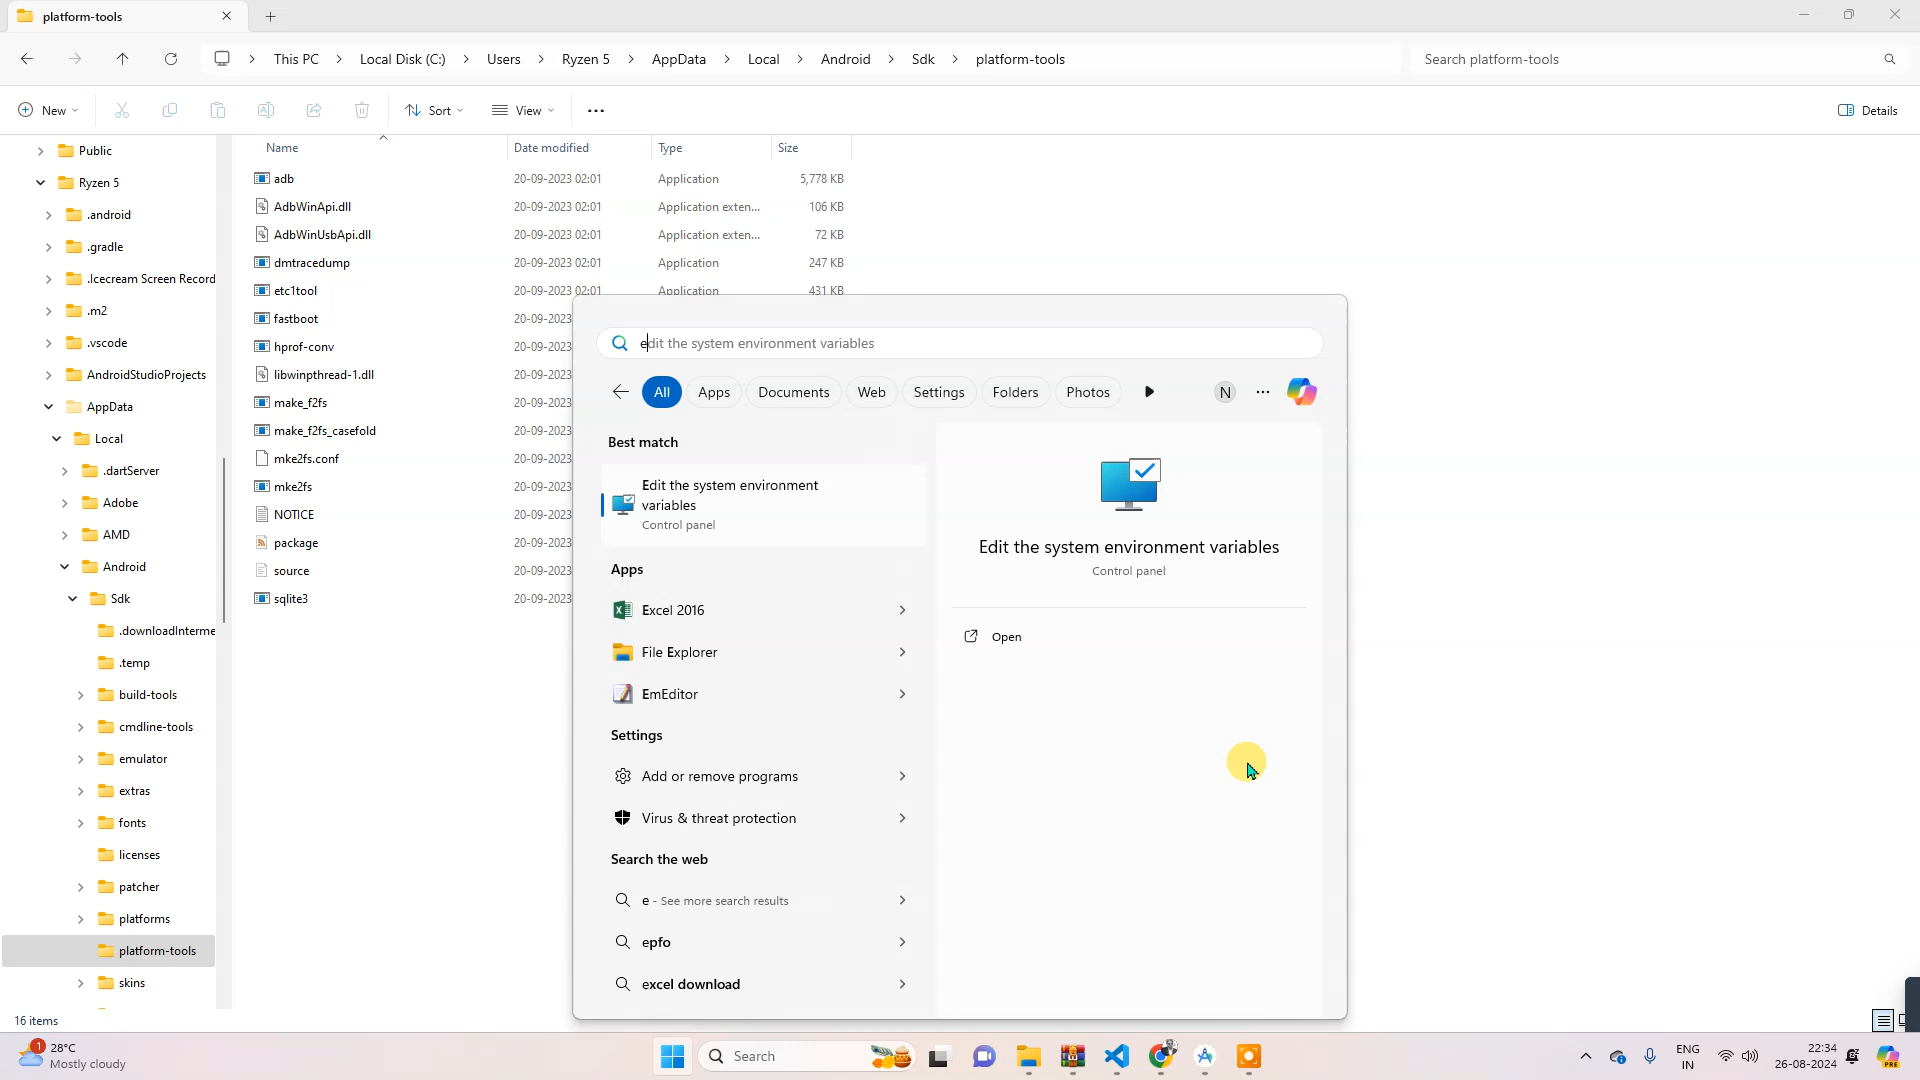 platform-tools
This PC > Local Disk (C:) > Users > Ryzen 5 > AppData > Local > Android > Sdk > platform-tools
Search platform-tools
New
Sort
View
Details
Public
Ryzen 5
.android
.gradle
.Icecream Screen Record
.m2
.vscode
AndroidStudioProjects
AppData
Local
.dartServer
Adobe
AMD
Android
Sdk
.downloadInterme
.temp
build-tools
cmdline-tools
emulator
extras
fonts
licenses
patcher
platforms
platform-tools
skins
Name Date modified Type Size
adb 20-09-2023 02:01 Application 5,778 KB
AdbWinApi.dll 20-09-2023 02:01 Application exten... 106 KB
AdbWinUsbApi.dll 20-09-2023 02:01 Application exten... 72 KB
dmtracedump 20-09-2023 02:01 Application 247 KB
etc1tool 20-09-2023 02:01 Application 431 KB
fastboot 20-09-2023
hprof-conv 20-09-2023
libwinpthread-1.dll 20-09-2023
make_f2fs 20-09-2023
make_f2fs_casefold 20-09-2023
mke2fs.conf 20-09-2023
mke2fs 20-09-2023
NOTICE 20-09-2023
package 20-09-2023
source 20-09-2023
sqlite3 20-09-2023
edit the system environment variables
All Apps Documents Web Settings Folders Photos N
Best match
Edit the system environment
variables
Control panel
Apps
Excel 2016
File Explorer
EmEditor
Settings
Add or remove programs
Virus & threat protection
Search the web
e - See more search results
epfo
excel download
Edit the system environment variables
Control panel
Open
16 items
1
28°C
Mostly cloudy
Search
ENG
IN
22:34
26-08-2024
PRE